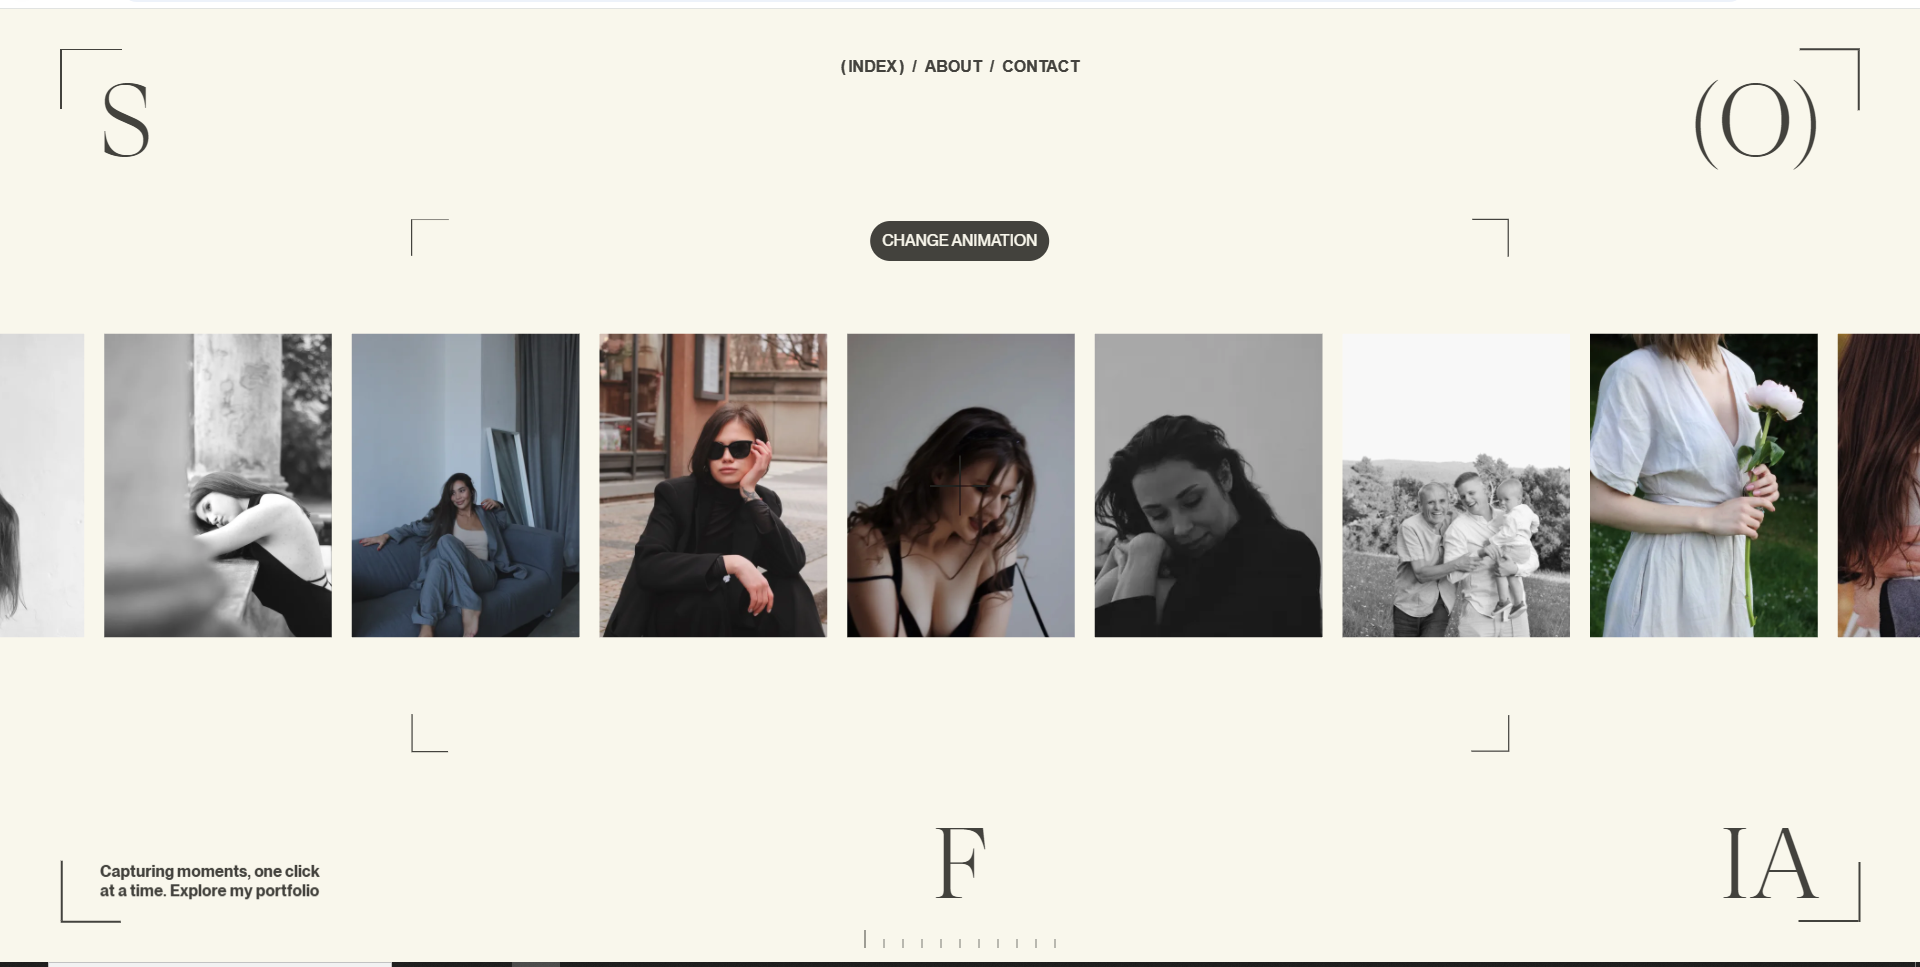 (INDEX) / ABOUT / CONTACT
S (O)
CHANGE ANIMATION
F IA
Capturing moments, one click
at a time. Explore my portfolio